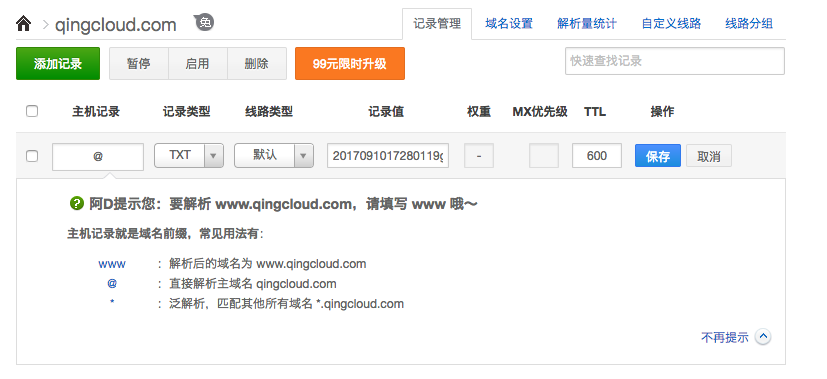 qingcloud.com 免 记录管理 域名设置 解析量统计 自定义线路 线路分组
添加记录 暂停 启用 删除 99元限时升级 快速查找记录
主机记录 记录类型 线路类型 记录值 权重 MX优先级 TTL 操作
@ TXT 默认 2017091017280119g - 600 保存 取消
阿D提示您：要解析 www.qingcloud.com，请填写 www 哦～
主机记录就是域名前缀，常见用法有：
www ：解析后的域名为 www.qingcloud.com
@ ：直接解析主域名 qingcloud.com
* ：泛解析，匹配其他所有域名 *.qingcloud.com
不再提示